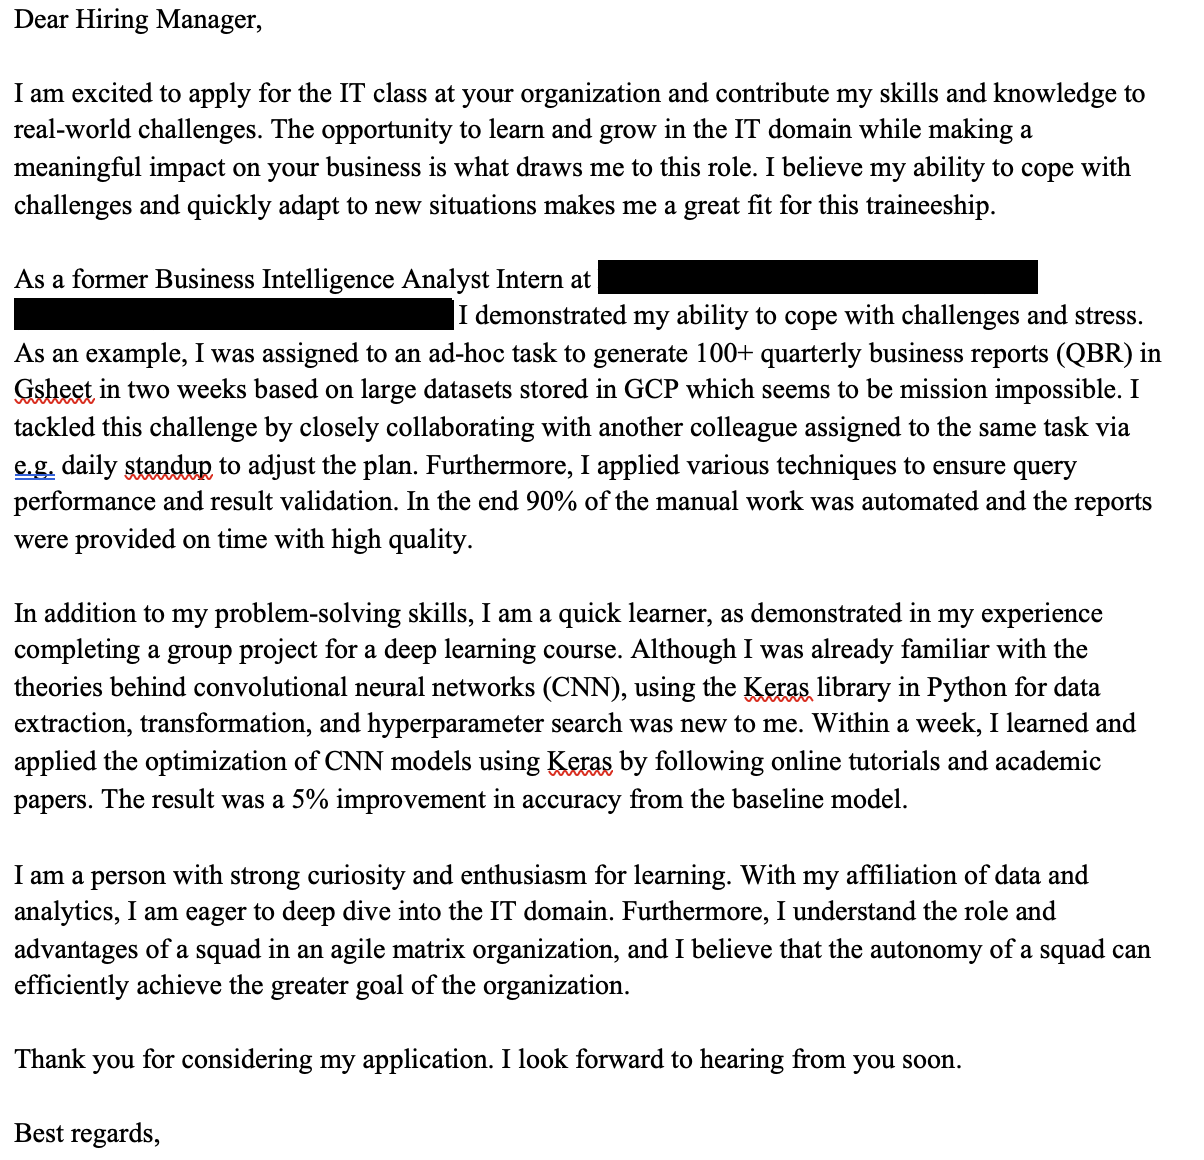 Dear Hiring Manager,
I am excited to apply for the IT class at your organization and contribute my skills and knowledge to
real-world challenges. The opportunity to learn and grow in the IT domain while making a
meaningful impact on your business is what draws me to this role. I believe my ability to cope with
challenges and quickly adapt to new situations makes me a great fit for this traineeship.
As a former Business Intelligence Analyst Intern at
I demonstrated my ability to cope with challenges and stress.
As an example, I was assigned to an ad-hoc task to generate 100+ quarterly business reports (QBR) in
Gsheet in two weeks based on large datasets stored in GCP which seems to be mission impossible. I
tackled this challenge by closely collaborating with another colleague assigned to the same task via
e.g. daily standup to adjust the plan. Furthermore, I applied various techniques to ensure query
performance and result validation. In the end 90% of the manual work was automated and the reports
were provided on time with high quality.
In addition to my problem-solving skills, I am a quick learner, as demonstrated in my experience
completing a group project for a deep learning course. Although I was already familiar with the
theories behind convolutional neural networks (CNN), using the Keras library in Python for data
extraction, transformation, and hyperparameter search was new to me. Within a week, I learned and
applied the optimization of CNN models using Keras by following online tutorials and academic
papers. The result was a 5% improvement in accuracy from the baseline model.
I am a person with strong curiosity and enthusiasm for learning. With my affiliation of data and
analytics, I am eager to deep dive into the IT domain. Furthermore, I understand the role and
advantages of a squad in an agile matrix organization, and I believe that the autonomy of a squad can
efficiently achieve the greater goal of the organization.
Thank you for considering my application. I look forward to hearing from you soon.
Best regards,